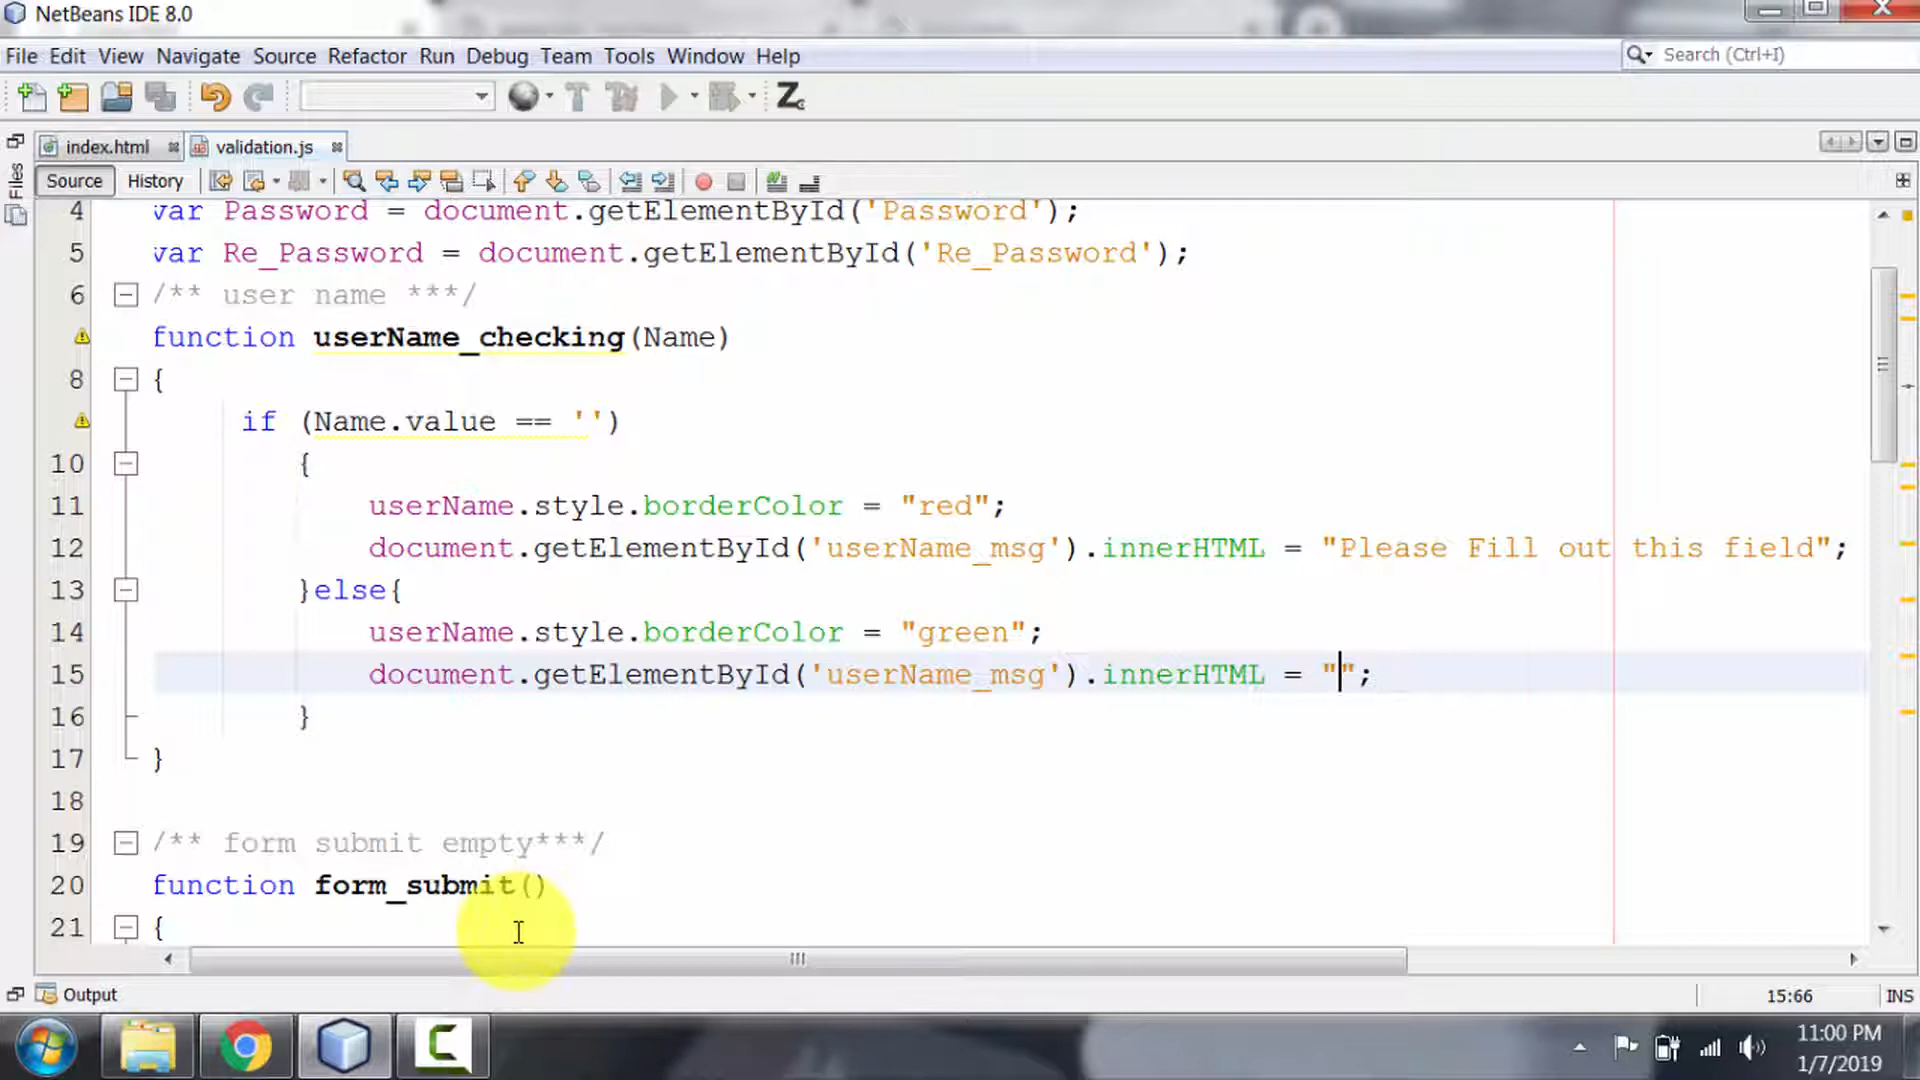 NetBeans IDE 8.0
File Edit View Navigate Source Refactor Run Debug Team Tools Window Help
Search (Ctrl+I)
index.html validation.js
Files
Source History
4 var Password = document.getElementById('Password');
5 var Re_Password = document.getElementById('Re_Password');
6 /** user name ***/
function userName_checking(Name)
8 {
if (Name.value == '')
10 {
11 userName.style.borderColor = "red";
12 document.getElementById('userName_msg').innerHTML = "Please Fill out this field";
13 }else{
14 userName.style.borderColor = "green";
15 document.getElementById('userName_msg').innerHTML = "";
16 }
17 }
18
19 /** form submit empty***/
20 function form_submit()
21 {
Output
15:66 INS
11:00 PM
1/7/2019